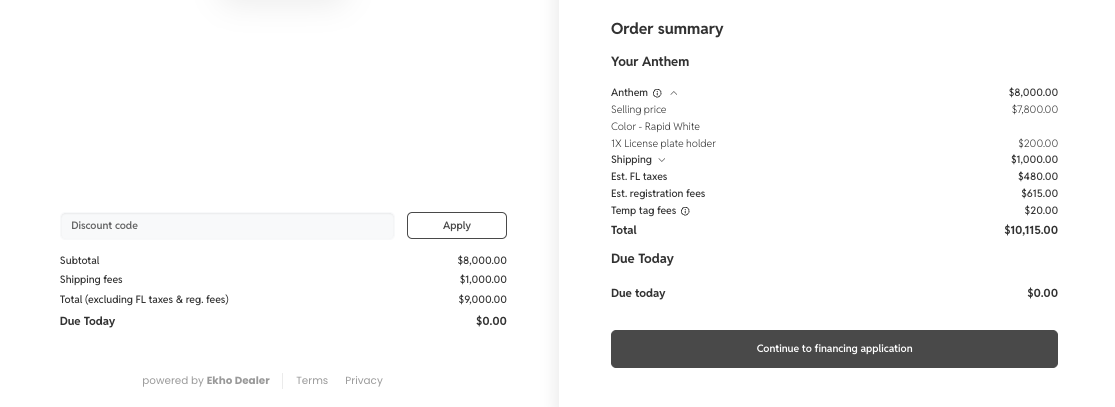 Discount code
Apply
Subtotal $8,000.00
Shipping fees $1,000.00
Total (excluding FL taxes & reg. fees) $9,000.00
Due Today $0.00
powered by Ekho Dealer Terms Privacy
Order summary
Your Anthem
Anthem $8,000.00
Selling price $7,800.00
Color - Rapid White
1X License plate holder $200.00
Shipping $1,000.00
Est. FL taxes $480.00
Est. registration fees $615.00
Temp tag fees $20.00
Total $10,115.00
Due Today
Due today $0.00
Continue to financing application